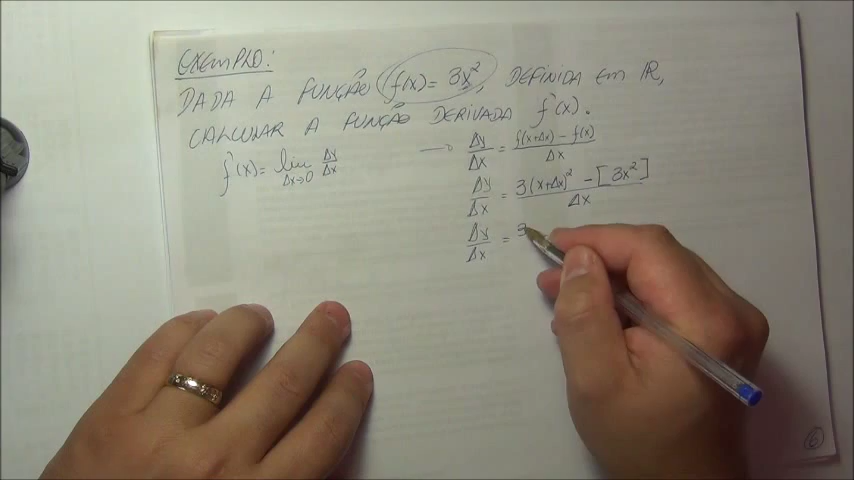 EXEMPLO:
DADA A FUNÇÃO f(x) = 3x², DEFINIDA EM ℝ,
CALCULAR A FUNÇÃO DERIVADA f'(x).
f'(x) = lim Δx→0 Δy/Δx → Δy/Δx = f(x+Δx) - f(x)/Δx
Δy/Δx = 3(x+Δx)² - [3x²]/Δx
Δy/Δx = 3
6